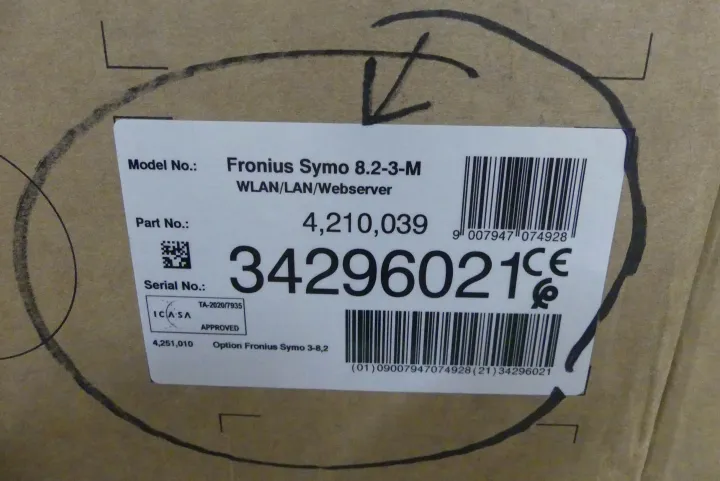 Model No.: Fronius Symo 8.2-3-M
WLAN/LAN/Webserver
Part No.: 4,210,039
9 007947 074928
Serial No.: 34296021
CE
ICASA TA-2020/7935
APPROVED
4,251,010 Option Fronius Symo 3-8,2
(01)09007947074928(21)34296021